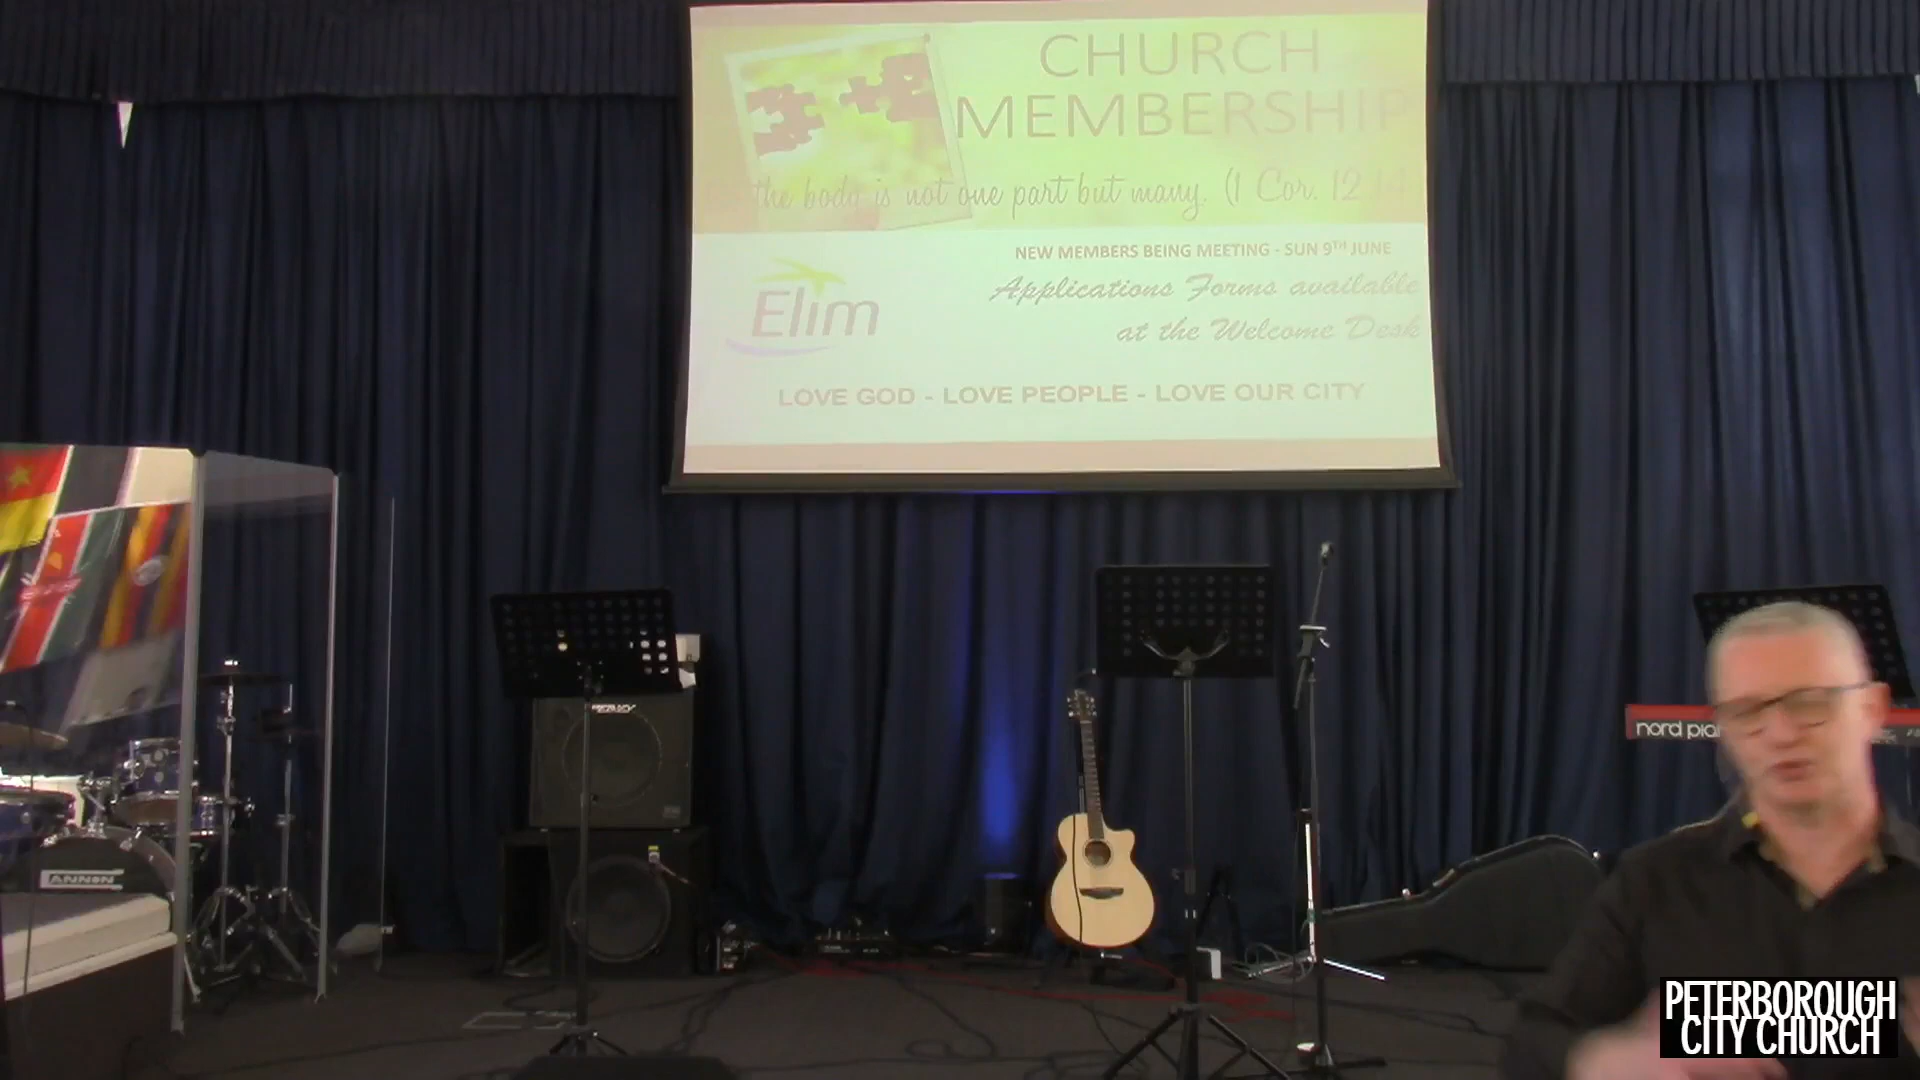 CHURCH
MEMBERSHIP
the body is not one part but many. (1 Cor. 12:14
NEW MEMBERS BEING MEETING - SUN 9TH JUNE
Applications Forms available
at the Welcome Desk
Elim
LOVE GOD - LOVE PEOPLE - LOVE OUR CITY
nord pia
CANNON
PETERBOROUGH
CITY CHURCH